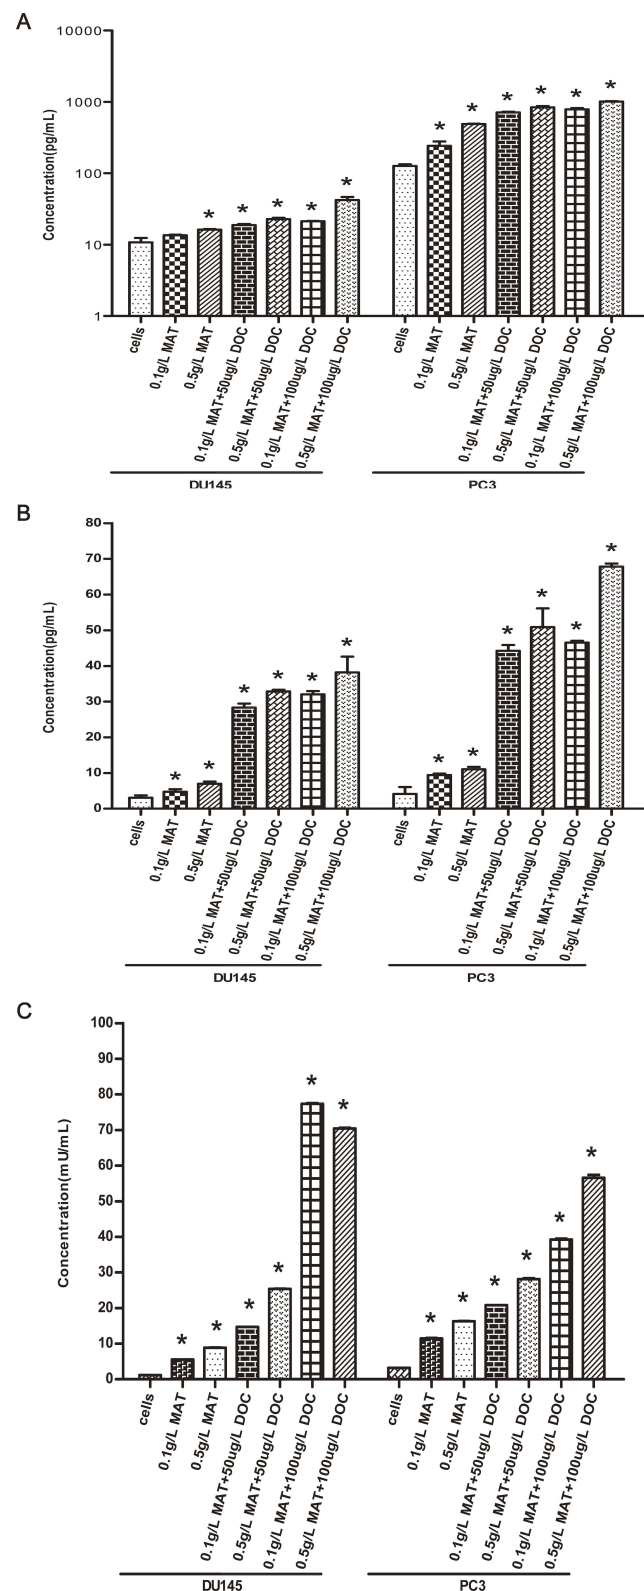 A
10000
1000
100
10
1
Concentration(pg/mL)
* * * * *
* * * * * *
cells
0.1g/L MAT
0.5g/L MAT
0.1g/L MAT+50ug/L DOC
0.5g/L MAT+50ug/L DOC
0.1g/L MAT+100ug/L DOC
0.5g/L MAT+100ug/L DOC
cells
0.1g/L MAT
0.5g/L MAT
0.1g/L MAT+50ug/L DOC
0.5g/L MAT+50ug/L DOC
0.1g/L MAT+100ug/L DOC
0.5g/L MAT+100ug/L DOC
DU145
PC3
B
80
70
60
50
40
30
20
10
0
Concentration(pg/mL)
* * * * * *
* * * * * *
cells
0.1g/L MAT
0.5g/L MAT
0.1g/L MAT+50ug/L DOC
0.5g/L MAT+50ug/L DOC
0.1g/L MAT+100ug/L DOC
0.5g/L MAT+100ug/L DOC
cells
0.1g/L MAT
0.5g/L MAT
0.1g/L MAT+50ug/L DOC
0.5g/L MAT+50ug/L DOC
0.1g/L MAT+100ug/L DOC
0.5g/L MAT+100ug/L DOC
DU145
PC3
C
100
90
80
70
60
50
40
30
20
10
0
Concentration(mU/mL)
* * * * * *
* * * * * *
cells
0.1g/L MAT
0.5g/L MAT
0.1g/L MAT+50ug/L DOC
0.5g/L MAT+50ug/L DOC
0.1g/L MAT+100ug/L DOC
0.5g/L MAT+100ug/L DOC
cells
0.1g/L MAT
0.5g/L MAT
0.1g/L MAT+50ug/L DOC
0.5g/L MAT+50ug/L DOC
0.1g/L MAT+100ug/L DOC
0.5g/L MAT+100ug/L DOC
DU145
PC3